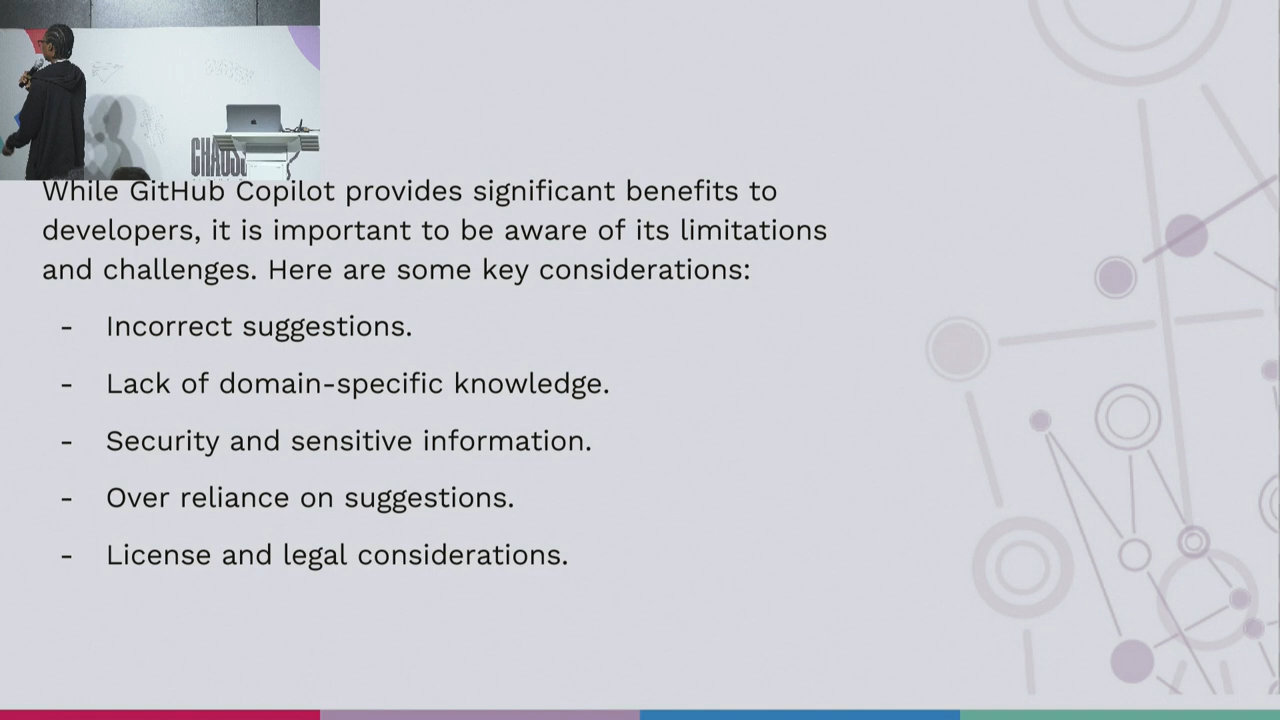 CHAOSS
While GitHub Copilot provides significant benefits to
developers, it is important to be aware of its limitations
and challenges. Here are some key considerations:
- Incorrect suggestions.
- Lack of domain-specific knowledge.
- Security and sensitive information.
- Over reliance on suggestions.
- License and legal considerations.